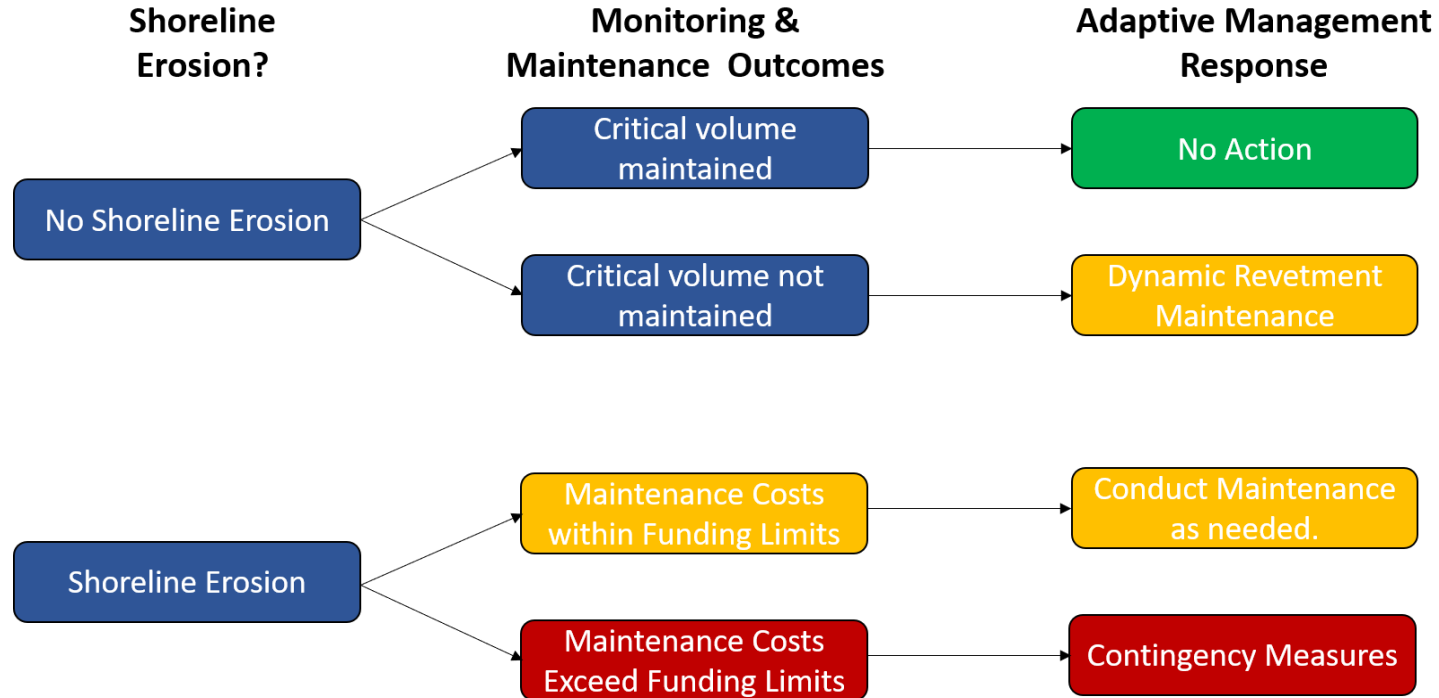 Shoreline
Erosion?
Monitoring &
Maintenance Outcomes
Adaptive Management
Response
No Shoreline Erosion
Critical volume
maintained
No Action
Critical volume not
maintained
Dynamic Revetment
Maintenance
Shoreline Erosion
Maintenance Costs
within Funding Limits
Conduct Maintenance
as needed.
Maintenance Costs
Exceed Funding Limits
Contingency Measures